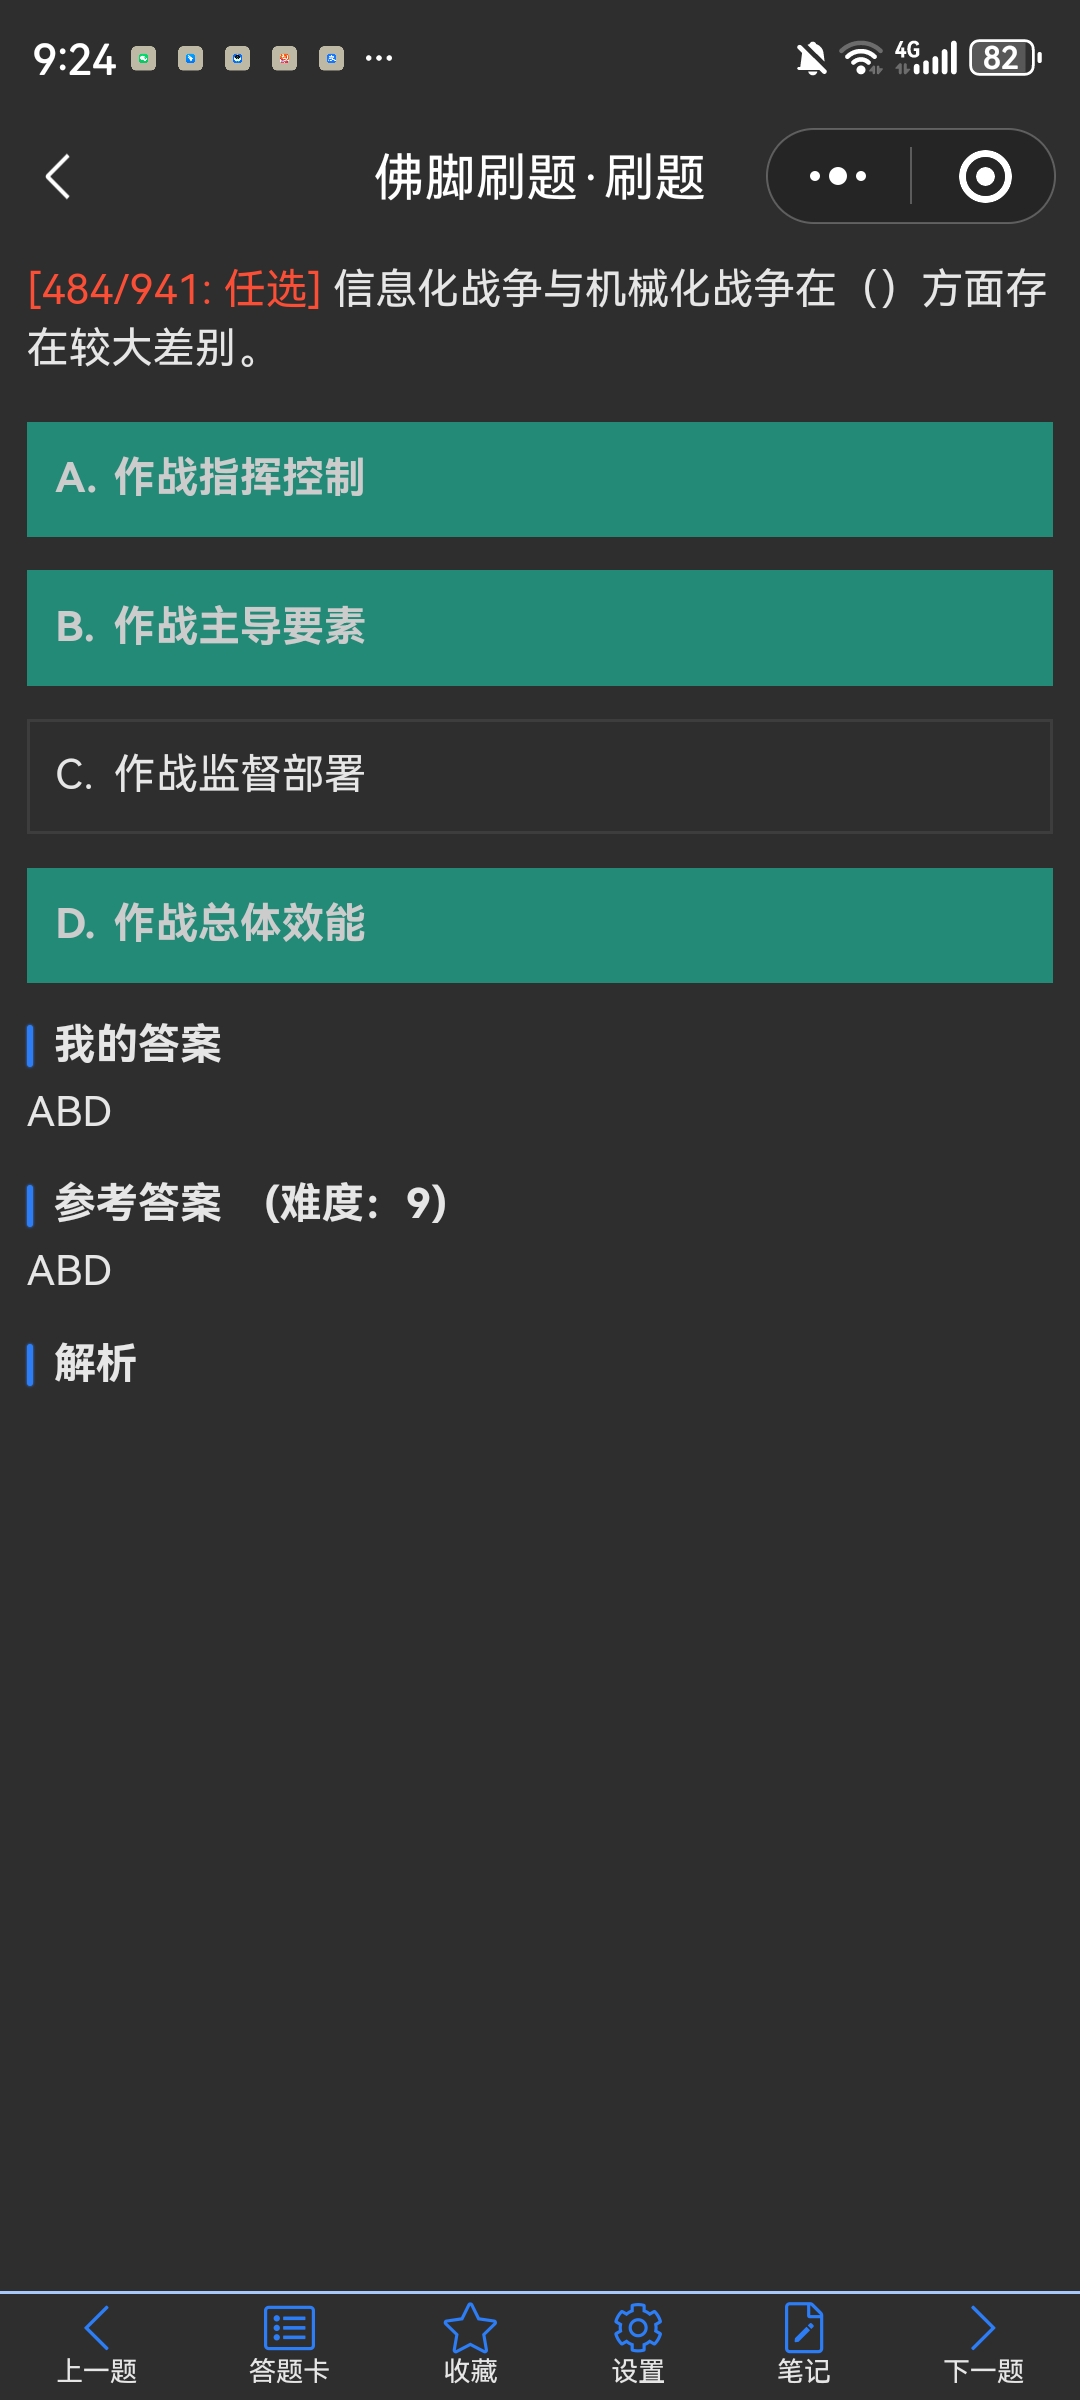 9:24 4G 82
佛脚刷题·刷题
[484/941: 任选] 信息化战争与机械化战争在（）方面存
在较大差别。
A. 作战指挥控制
B. 作战主导要素
C. 作战监督部署
D. 作战总体效能
我的答案
ABD
参考答案 (难度：9)
ABD
解析
上一题 答题卡 收藏 设置 笔记 下一题